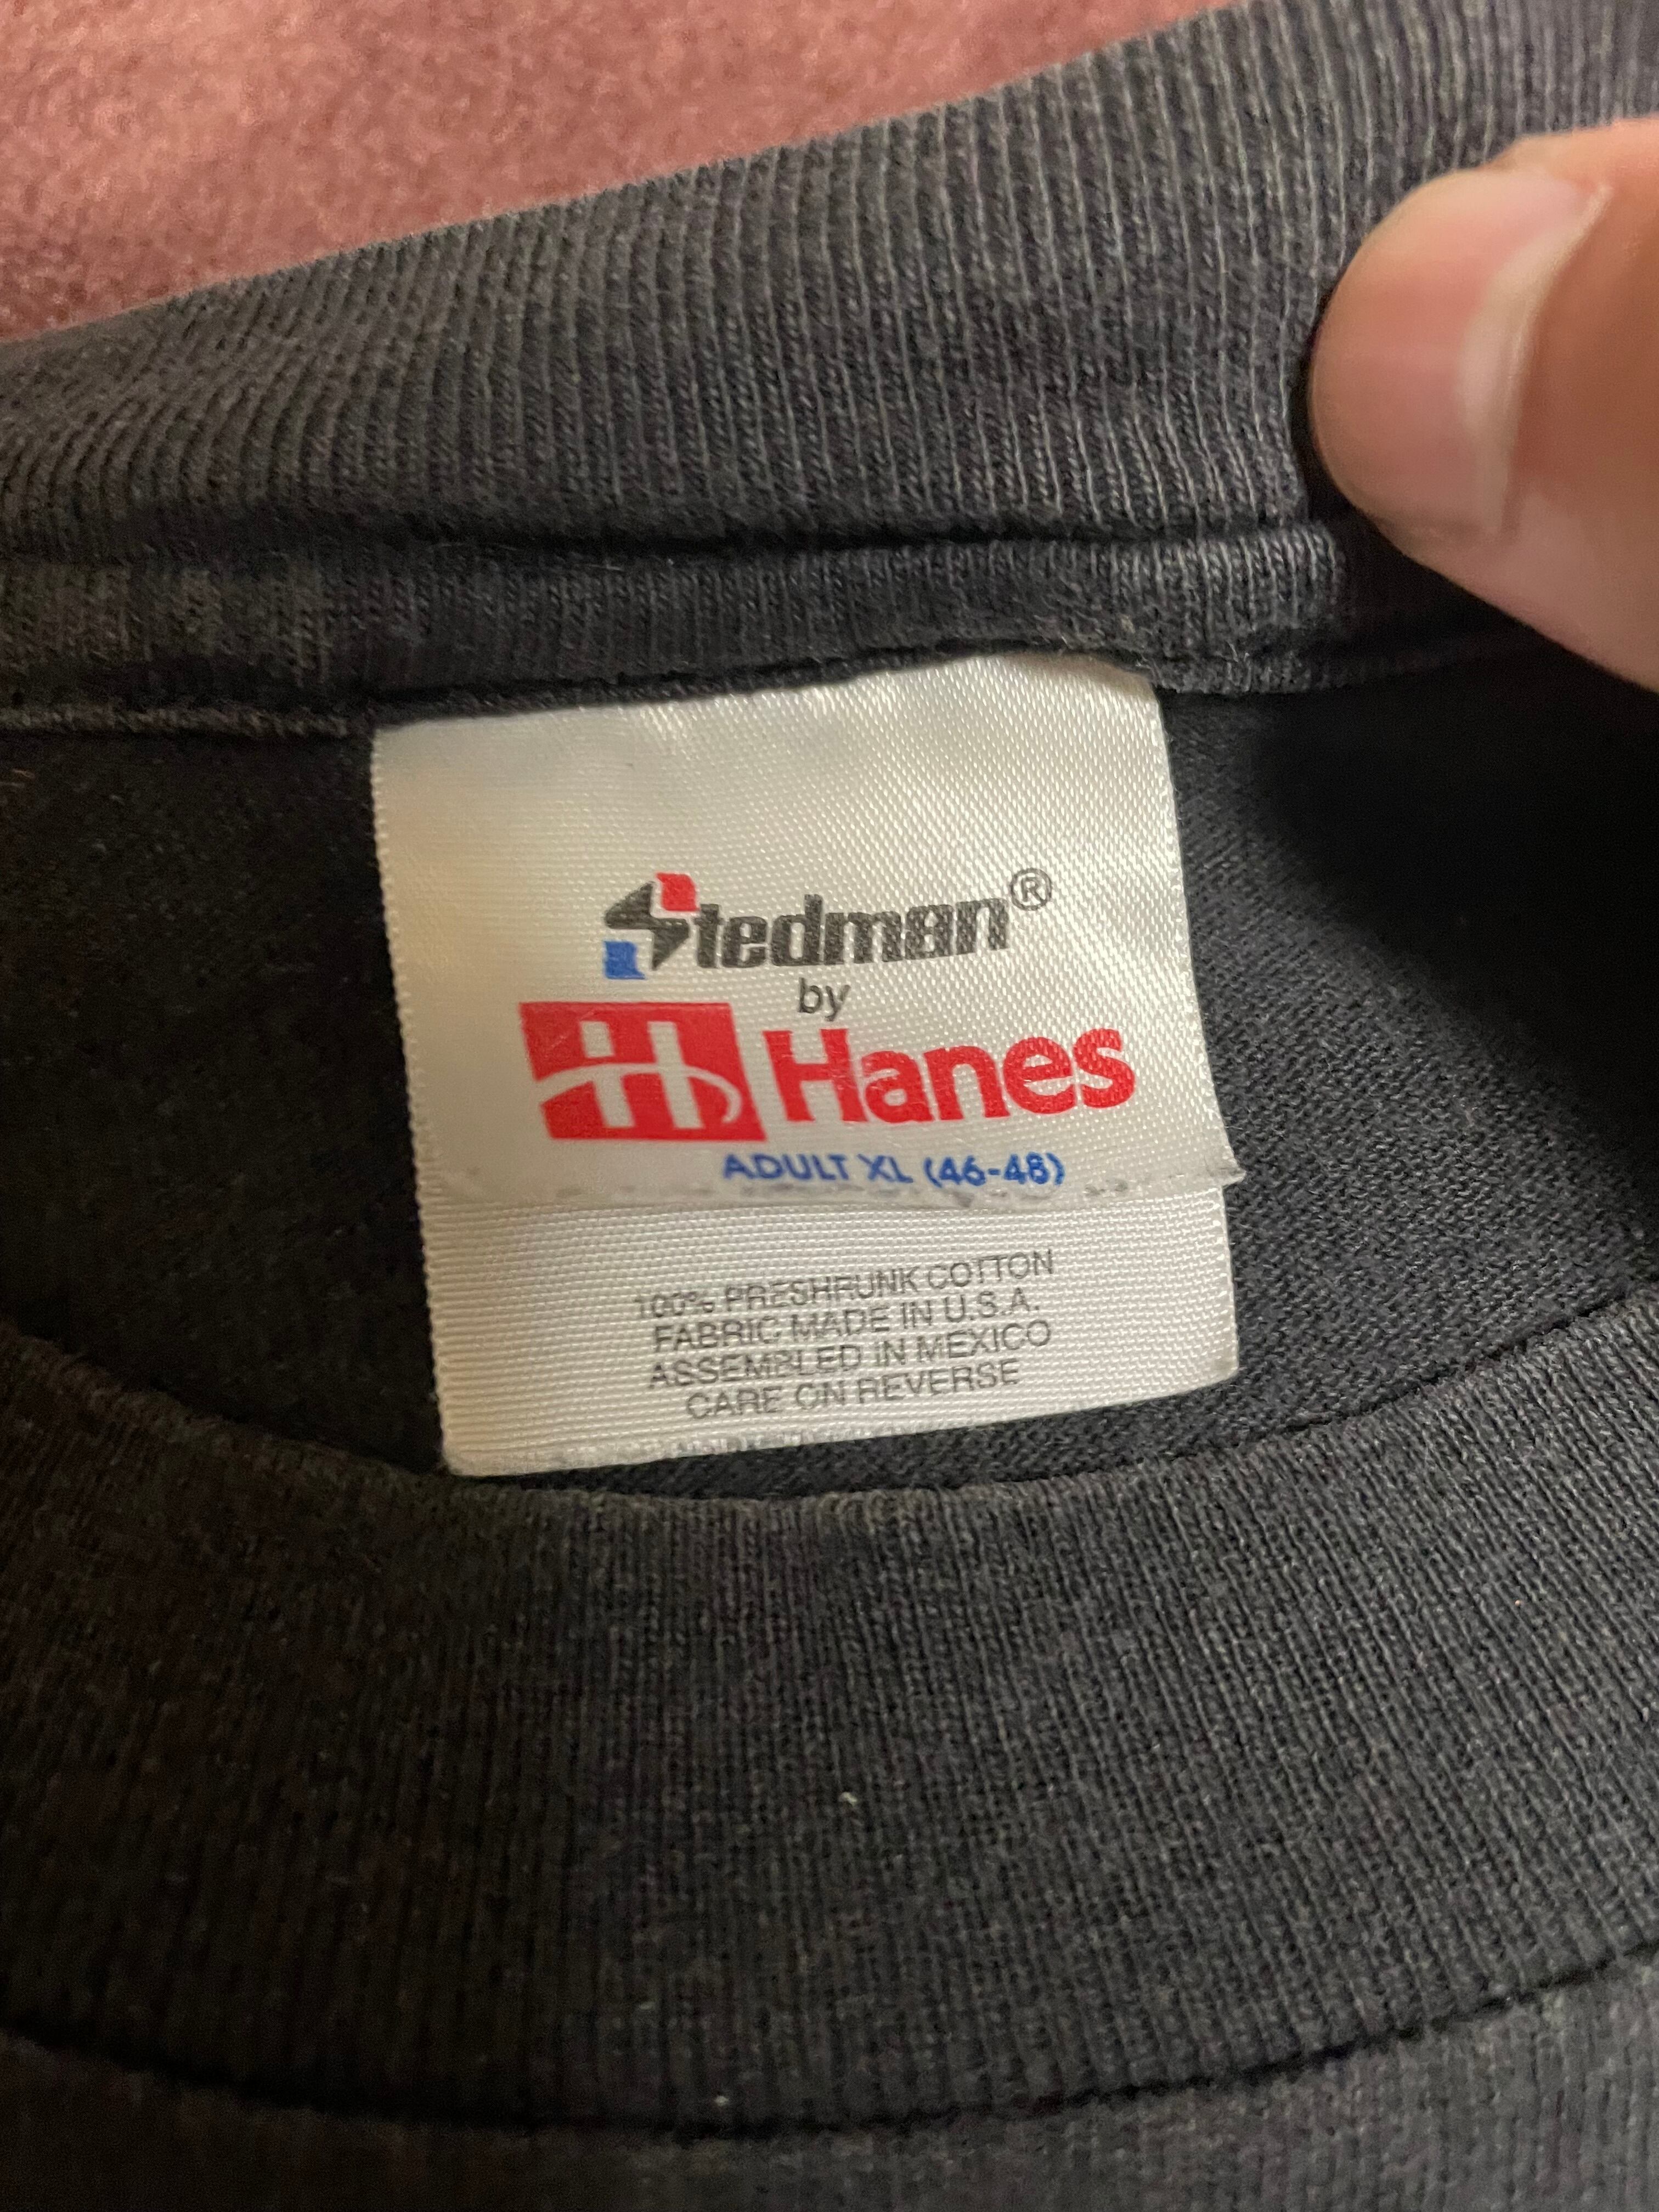 Stedman®
by
H Hanes
ADULT XL (46-48)
100% PRESHRUNK COTTON
FABRIC MADE IN U.S.A.
ASSEMBLED IN MEXICO
CARE ON REVERSE